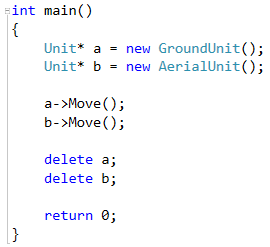 int main()
{
    Unit* a = new GroundUnit();
    Unit* b = new AerialUnit();

    a->Move();
    b->Move();

    delete a;
    delete b;

    return 0;
}